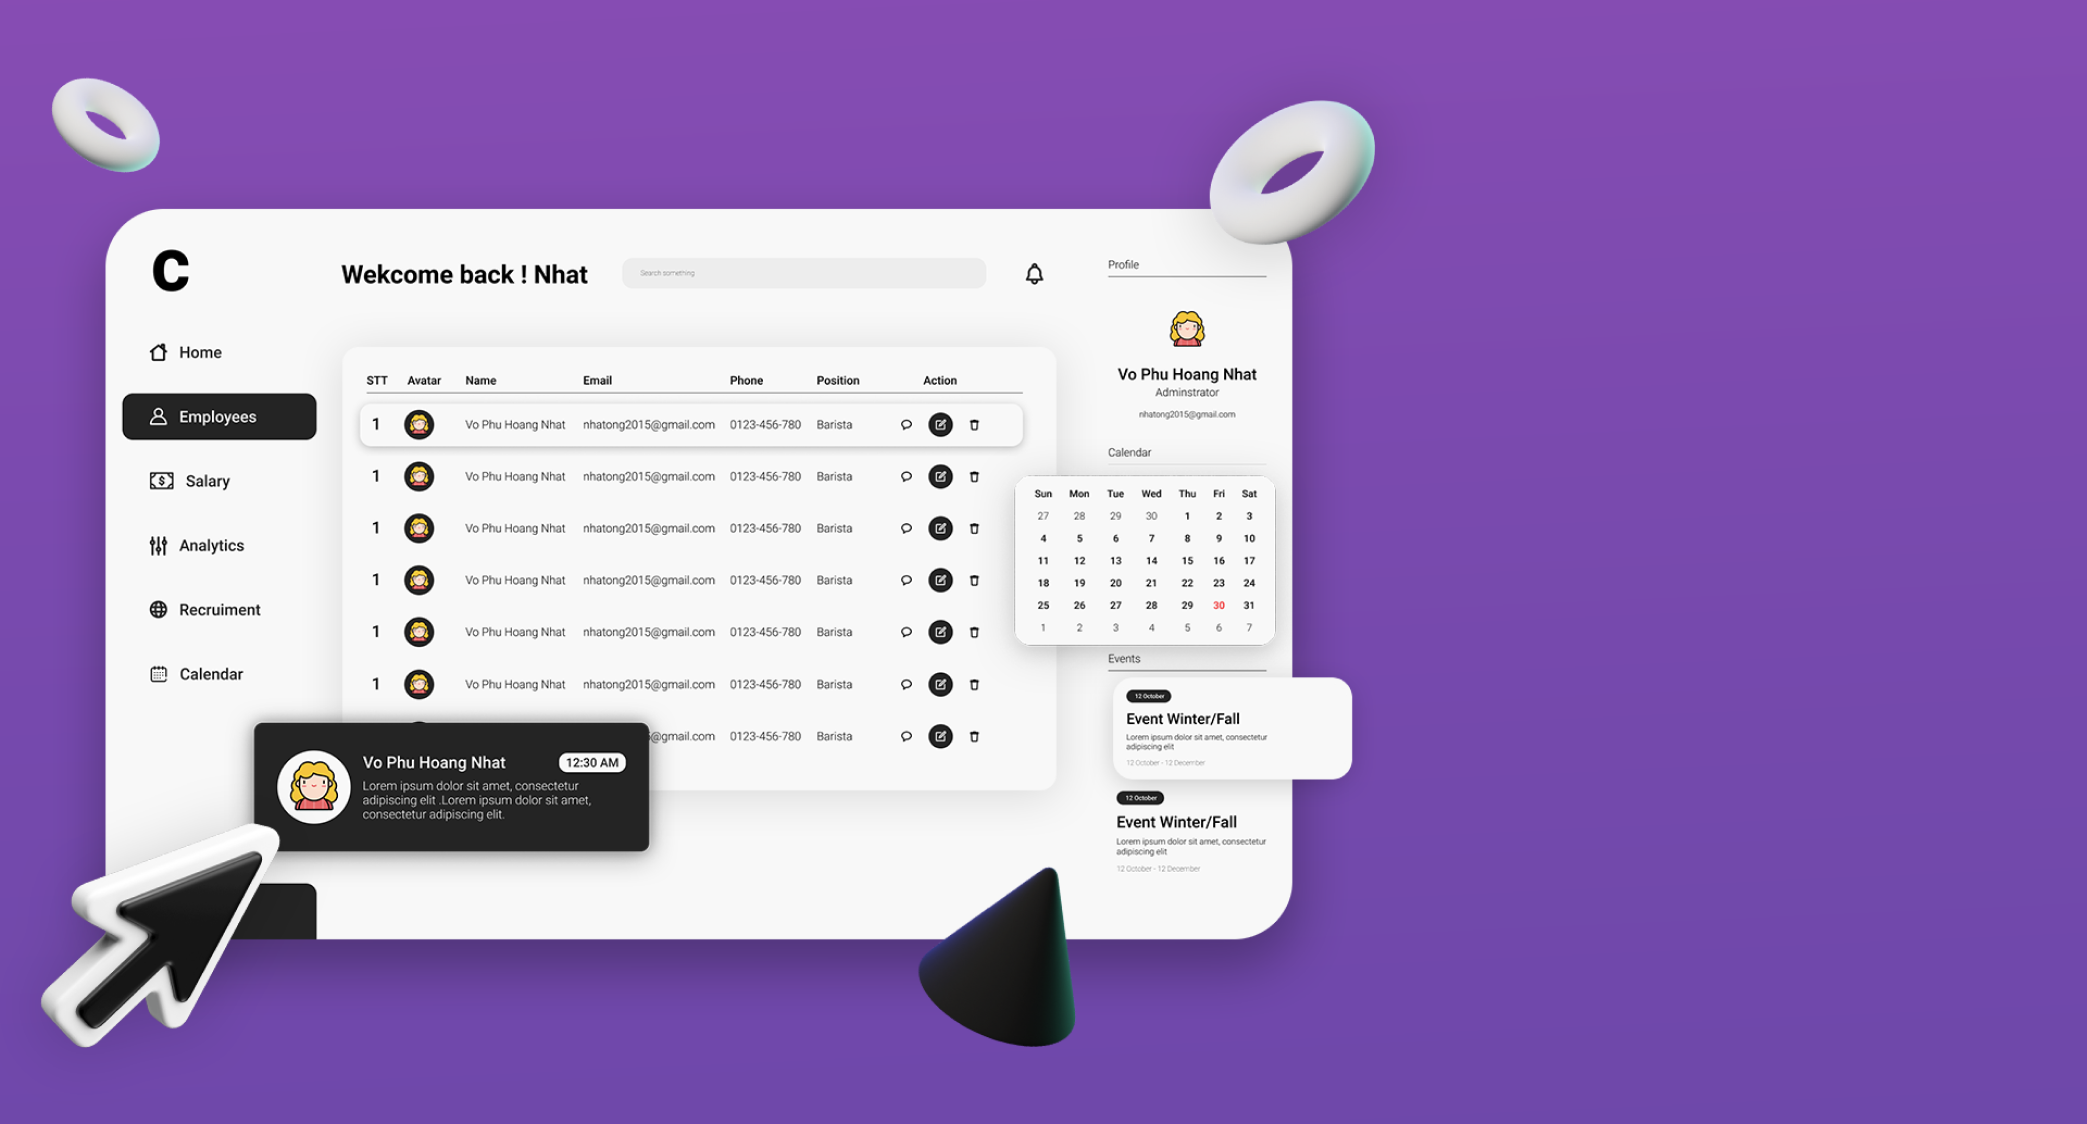 C
Wekcome back ! Nhat
Search something
Home
Employees
Salary
Analytics
Recruiment
Calendar
STT Avatar Name Email Phone Position Action
1 Vo Phu Hoang Nhat nhatong2015@gmail.com 0123-456-780 Barista
1 Vo Phu Hoang Nhat nhatong2015@gmail.com 0123-456-780 Barista
1 Vo Phu Hoang Nhat nhatong2015@gmail.com 0123-456-780 Barista
1 Vo Phu Hoang Nhat nhatong2015@gmail.com 0123-456-780 Barista
1 Vo Phu Hoang Nhat nhatong2015@gmail.com 0123-456-780 Barista
1 Vo Phu Hoang Nhat nhatong2015@gmail.com 0123-456-780 Barista
@gmail.com 0123-456-780 Barista
Vo Phu Hoang Nhat 12:30 AM
Lorem ipsum dolor sit amet, consectetur
adipiscing elit .Lorem ipsum dolor sit amet,
consectetur adipiscing elit.
Profile
Vo Phu Hoang Nhat
Adminstrator
nhatong2015@gmail.com
Calendar
Sun Mon Tue Wed Thu Fri Sat
27 28 29 30 1 2 3
4 5 6 7 8 9 10
11 12 13 14 15 16 17
18 19 20 21 22 23 24
25 26 27 28 29 30 31
1 2 3 4 5 6 7
Events
12 October
Event Winter/Fall
Lorem ipsum dolor sit amet, consectetur
adipiscing elit
12 October - 12 December
12 October
Event Winter/Fall
Lorem ipsum dolor sit amet, consectetur
adipiscing elit
12 October - 12 December